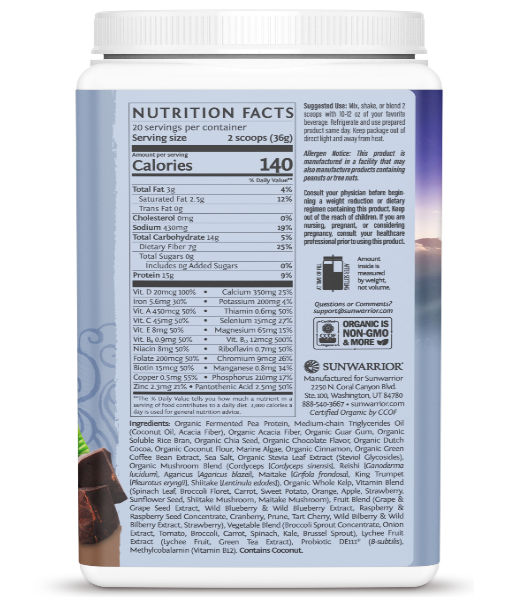 NUTRITION FACTS
20 servings per container
Serving size 2 scoops (36g)
Amount per serving
Calories 140
% Daily Value**
Total Fat 3g 4%
Saturated Fat 2.5g 12%
Trans Fat 0g
Cholesterol 0mg 0%
Sodium 430mg 19%
Total Carbohydrate 14g 5%
Dietary Fiber 7g 25%
Total Sugars 0g
Includes 0g Added Sugars 0%
Protein 15g 9%
Vit. D 20mcg 100% • Calcium 350mg 25%
Iron 5.6mg 30% • Potassium 200mg 4%
Vit. A 450mcg 50% • Thiamin 0.6mg 50%
Vit. C 45mg 50% • Selenium 15mcg 27%
Vit. E 8mg 50% • Magnesium 65mg 15%
Vit. B₆ 0.9mg 50% • Vit. B₁₂ 12mcg 500%
Niacin 8mg 50% • Riboflavin 0.7mg 50%
Folate 200mcg 50% • Chromium 9mcg 26%
Biotin 15mcg 50% • Manganese 0.8mg 34%
Copper 0.5mg 55% • Phosphorus 210mg 17%
Zinc 2.3mg 21% • Pantothenic Acid 2.5mg 50%
**The % Daily Value tells you how much a nutrient in a
serving of food contributes to a daily diet. 2,000 calories a
day is used for general nutrition advice.
Suggested Use: Mix, shake, or blend 2
scoops with 10-12 oz of your favorite
beverage. Refrigerate and use prepared
product same day. Keep package out of
direct light and away from heat.
Allergen Notice: This product is
manufactured in a facility that may
also manufacture products containing
peanuts or tree nuts.
Consult your physician before begin-
ning a weight reduction or dietary
regimen containing this product. Keep
out of the reach of children. If you are
nursing, pregnant, or considering
pregnancy, consult your healthcare
professional prior to using this product.
AT TIME OF FILL
AFTER SETTLING
Amount
inside is
measured
by weight,
not volume.
Questions or Comments?
support@sunwarrior.com
CCOF
ORGANIC IS
NON-GMO
& MORE
SUNWARRIOR
Manufactured for Sunwarrior
2250 N. Coral Canyon Blvd.
Ste.100, Washington, UT 84780
888-540-3667 • sunwarrior.com
Certified Organic by CCOF
Ingredients: Organic Fermented Pea Protein, Medium-chain Triglycerides Oil
(Coconut Oil, Acacia Fiber), Organic Acacia Fiber, Organic Guar Gum, Organic
Soluble Rice Bran, Organic Chia Seed, Organic Chocolate Flavor, Organic Dutch
Cocoa, Organic Coconut Flour, Marine Algae, Organic Cinnamon, Organic Green
Coffee Bean Extract, Sea Salt, Organic Stevia Leaf Extract (Steviol Glycosides),
Organic Mushroom Blend (Cordyceps [Cordyceps sinensis], Reishi [Ganoderma
lucidum], Agaricus [Agaricus blazei], Maitake [Grifola frondosa], King Trumpet
[Pleurotus eryngii], Shiitake [Lentinula edodes]), Organic Whole Kelp, Vitamin Blend
(Spinach Leaf, Broccoli Floret, Carrot, Sweet Potato, Orange, Apple, Strawberry,
Sunflower Seed, Shiitake Mushroom, Maitake Mushroom), Fruit Blend (Grape &
Grape Seed Extract, Wild Blueberry & Wild Blueberry Extract, Raspberry &
Raspberry Seed Concentrate, Cranberry, Prune, Tart Cherry, Wild Bilberry & Wild
Bilberry Extract, Strawberry), Vegetable Blend (Broccoli Sprout Concentrate, Onion
Extract, Tomato, Broccoli, Carrot, Spinach, Kale, Brussel Sprout), Lychee Fruit
Extract (Lychee Fruit, Green Tea Extract), Probiotic DE111® (B-subtilis),
Methylcobalamin (Vitamin B12). Contains Coconut.